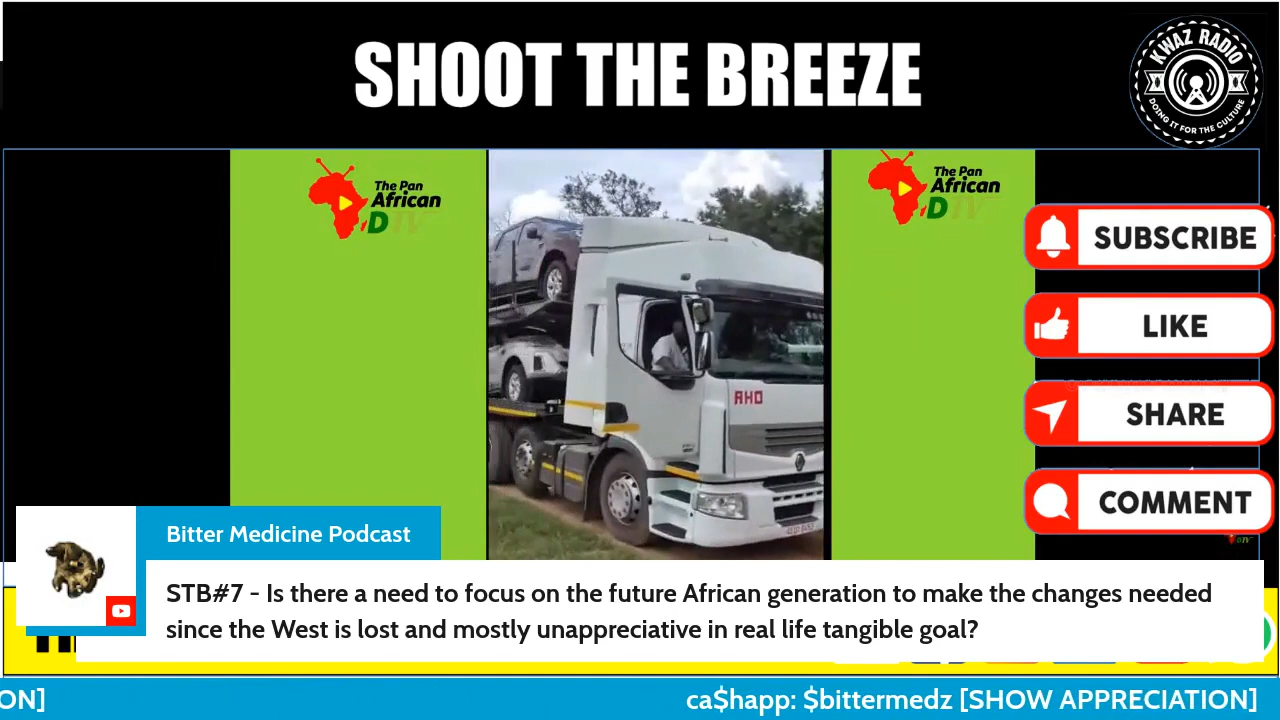 SHOOT THE BREEZE
KWAZ RADIO
DOING IT FOR THE CULTURE
The Pan
African
DTV
The Pan
African
DTV
SUBSCRIBE
LIKE
SHARE
COMMENT
RHD
Bitter Medicine Podcast
STB#7 - Is there a need to focus on the future African generation to make the changes needed
since the West is lost and mostly unappreciative in real life tangible goal?
ON]
ca$happ: $bittermedz [SHOW APPRECIATION]